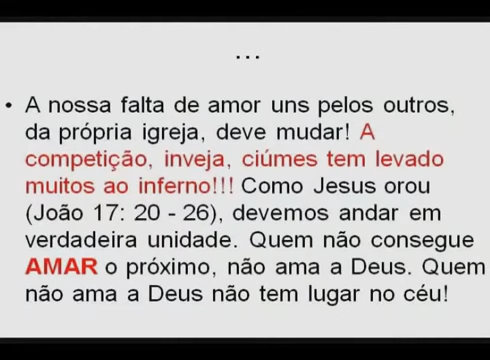 ...
• A nossa falta de amor uns pelos outros,
da própria igreja, deve mudar! A
competição, inveja, ciúmes tem levado
muitos ao inferno!!! Como Jesus orou
(João 17: 20 - 26), devemos andar em
verdadeira unidade. Quem não consegue
AMAR o próximo, não ama a Deus. Quem
não ama a Deus não tem lugar no céu!